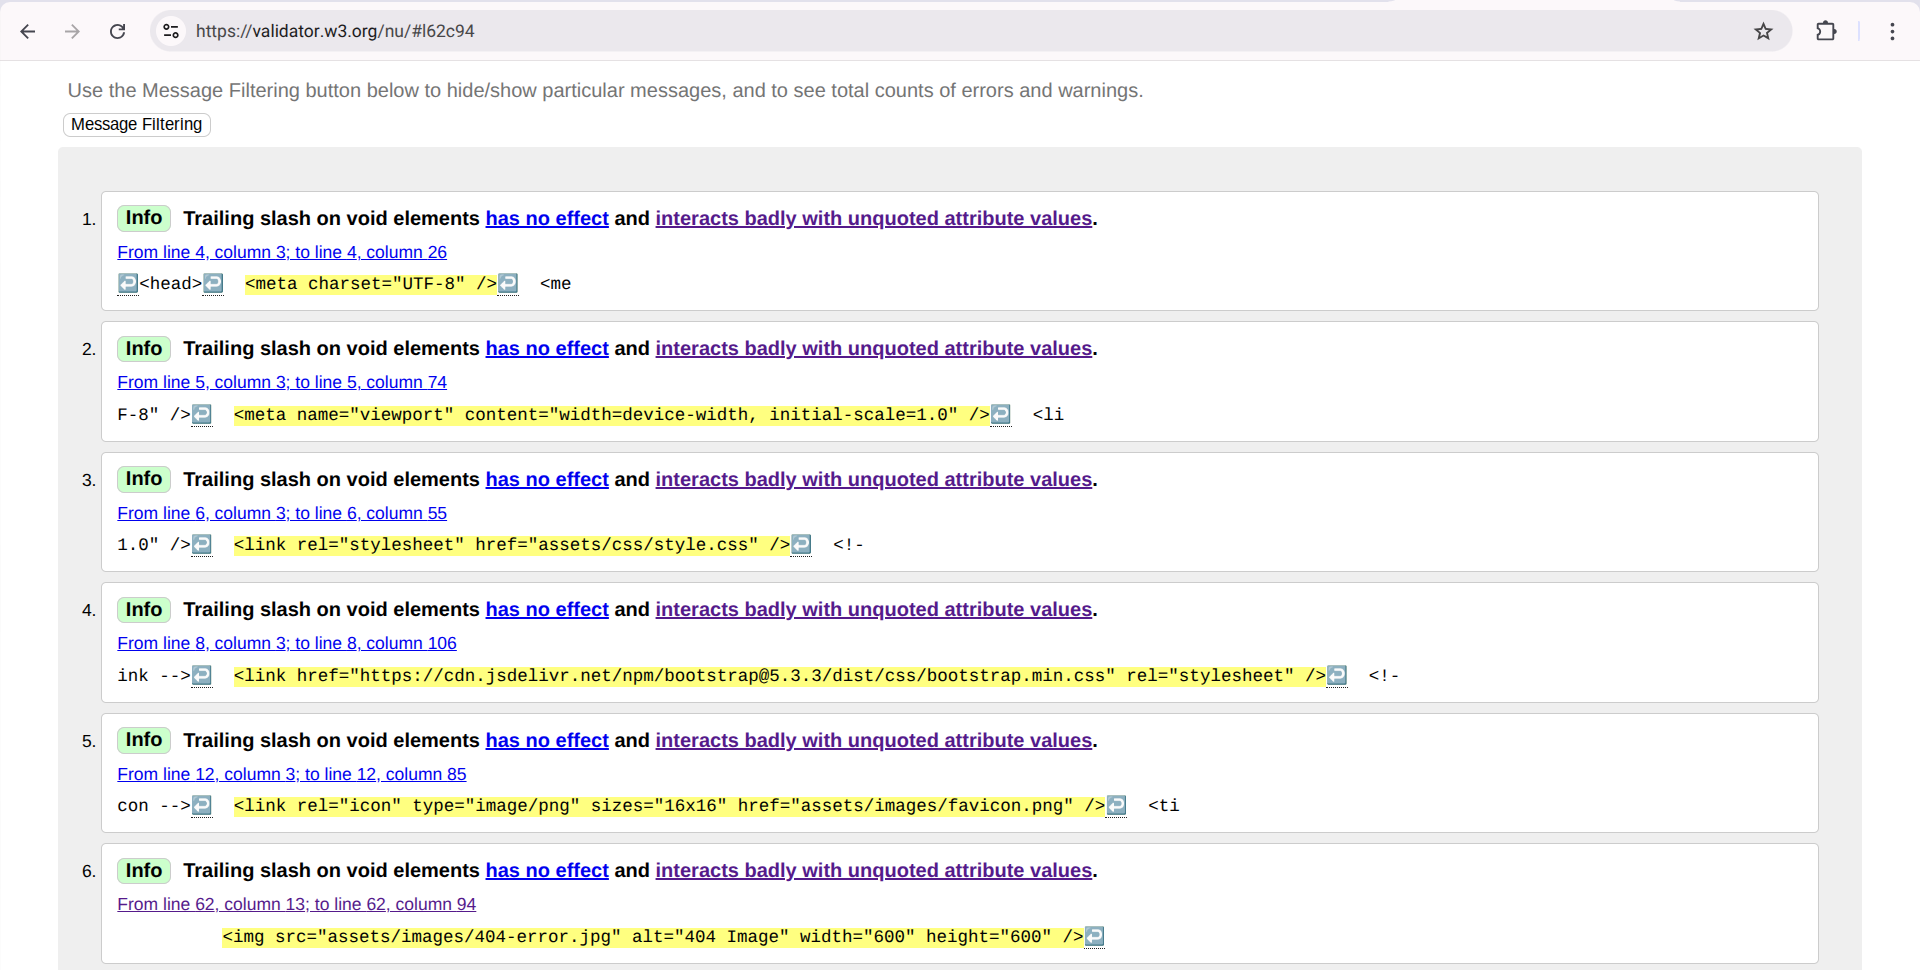 https://validator.w3.org/nu/#l62c94
Use the Message Filtering button below to hide/show particular messages, and to see total counts of errors and warnings.
Message Filtering
1. Info Trailing slash on void elements has no effect and interacts badly with unquoted attribute values.
From line 4, column 3; to line 4, column 26
↩<head>↩  <meta charset="UTF-8" />↩  <me
2. Info Trailing slash on void elements has no effect and interacts badly with unquoted attribute values.
From line 5, column 3; to line 5, column 74
F-8" />↩  <meta name="viewport" content="width=device-width, initial-scale=1.0" />↩  <li
3. Info Trailing slash on void elements has no effect and interacts badly with unquoted attribute values.
From line 6, column 3; to line 6, column 55
1.0" />↩  <link rel="stylesheet" href="assets/css/style.css" />↩  <!-
4. Info Trailing slash on void elements has no effect and interacts badly with unquoted attribute values.
From line 8, column 3; to line 8, column 106
ink -->↩  <link href="https://cdn.jsdelivr.net/npm/bootstrap@5.3.3/dist/css/bootstrap.min.css" rel="stylesheet" />↩  <!-
5. Info Trailing slash on void elements has no effect and interacts badly with unquoted attribute values.
From line 12, column 3; to line 12, column 85
con -->↩  <link rel="icon" type="image/png" sizes="16x16" href="assets/images/favicon.png" />↩  <ti
6. Info Trailing slash on void elements has no effect and interacts badly with unquoted attribute values.
From line 62, column 13; to line 62, column 94
<img src="assets/images/404-error.jpg" alt="404 Image" width="600" height="600" />↩